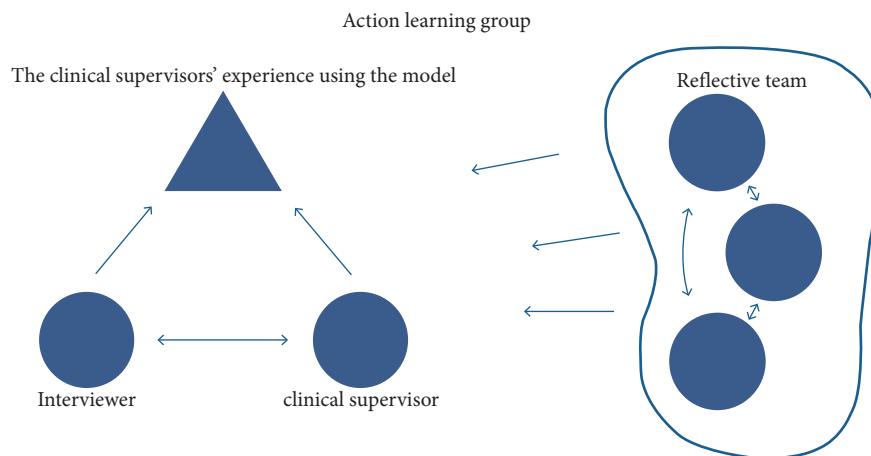 Action learning group
The clinical supervisors’ experience using the model
Reflective team
Interviewer
clinical supervisor